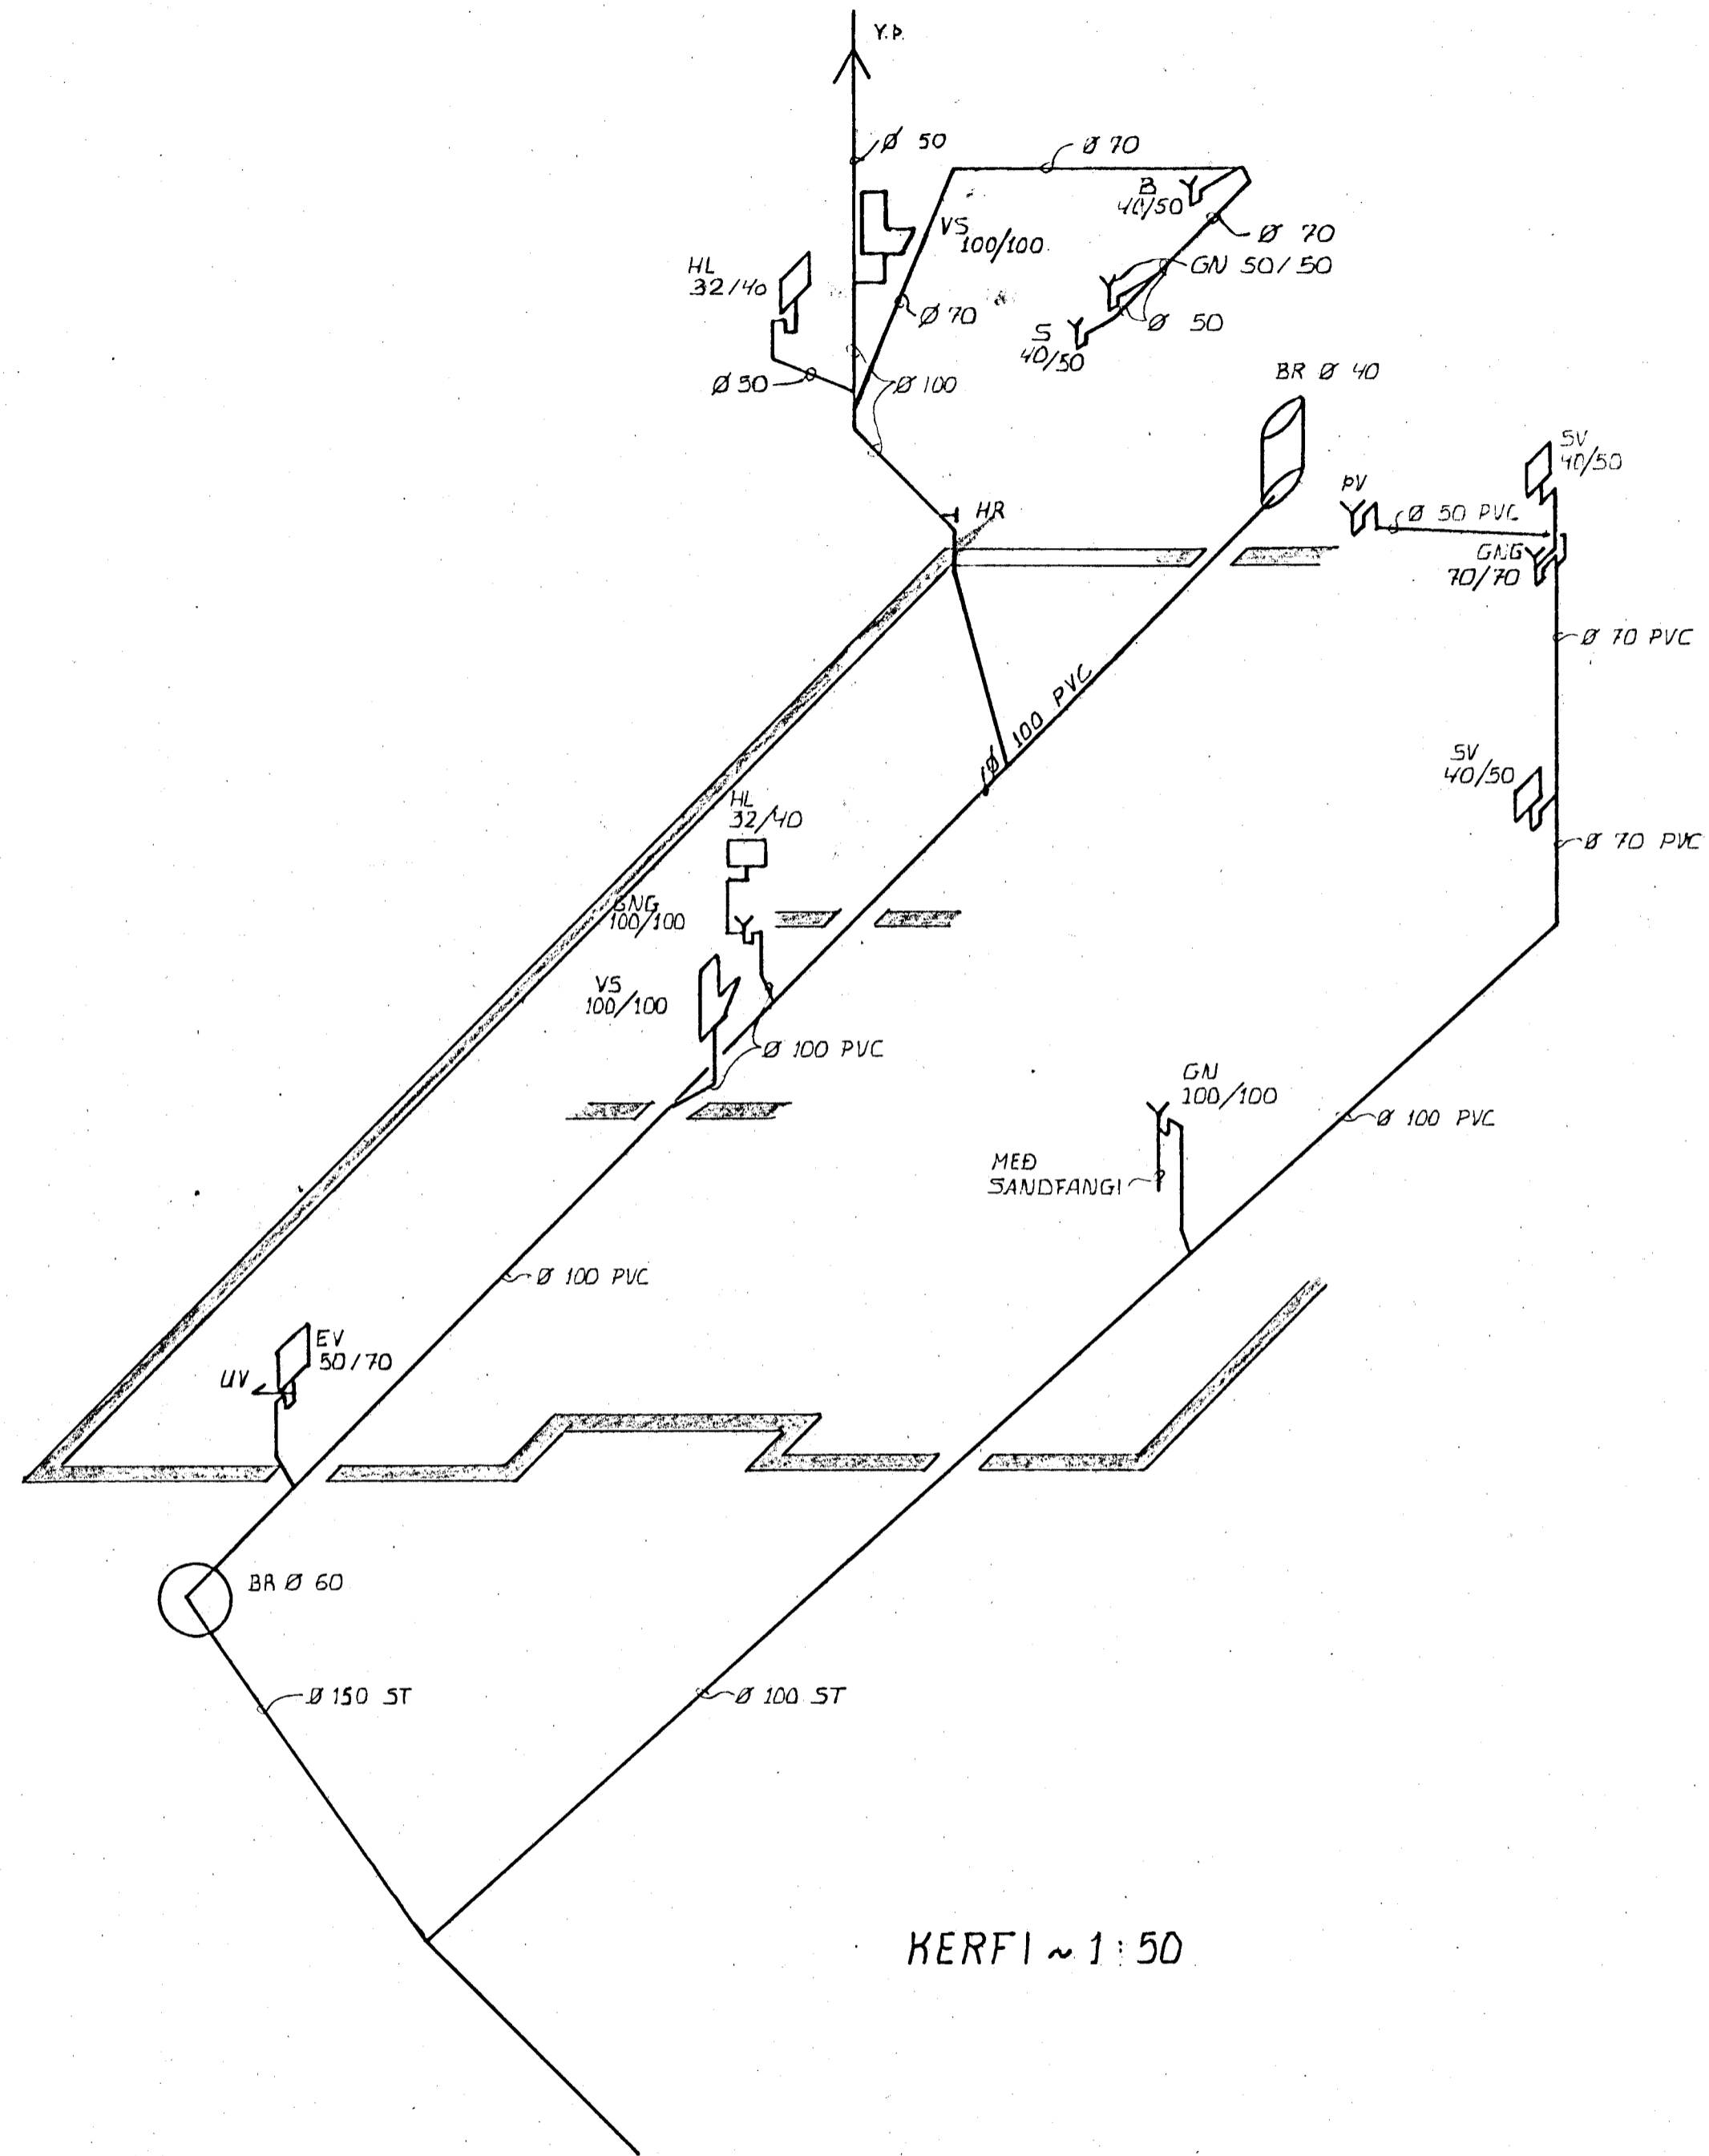 Y.Þ.
Ø 50
Ø 70
B
40/50
VS
100/100
Ø 70
HL
32/40
GN 50/50
Ø 70
Ø 50
S
40/50
Ø 50
Ø 100
BR Ø 40
SV
40/50
ÞV
Ø 50 PVC
HR
GNG
70/70
Ø 70 PVC
Ø 100 PVC
SV
40/50
HL
32/40
Ø 70 PVC
GNG
100/100
VS
100/100
Ø 100 PVC
GN
100/100
Ø 100 PVC
MEÐ
SANDFANGI
Ø 100 PVC
EV
50/70
UV
BR Ø 60
Ø 150 ST
Ø 100 ST
KERFI ~ 1:50